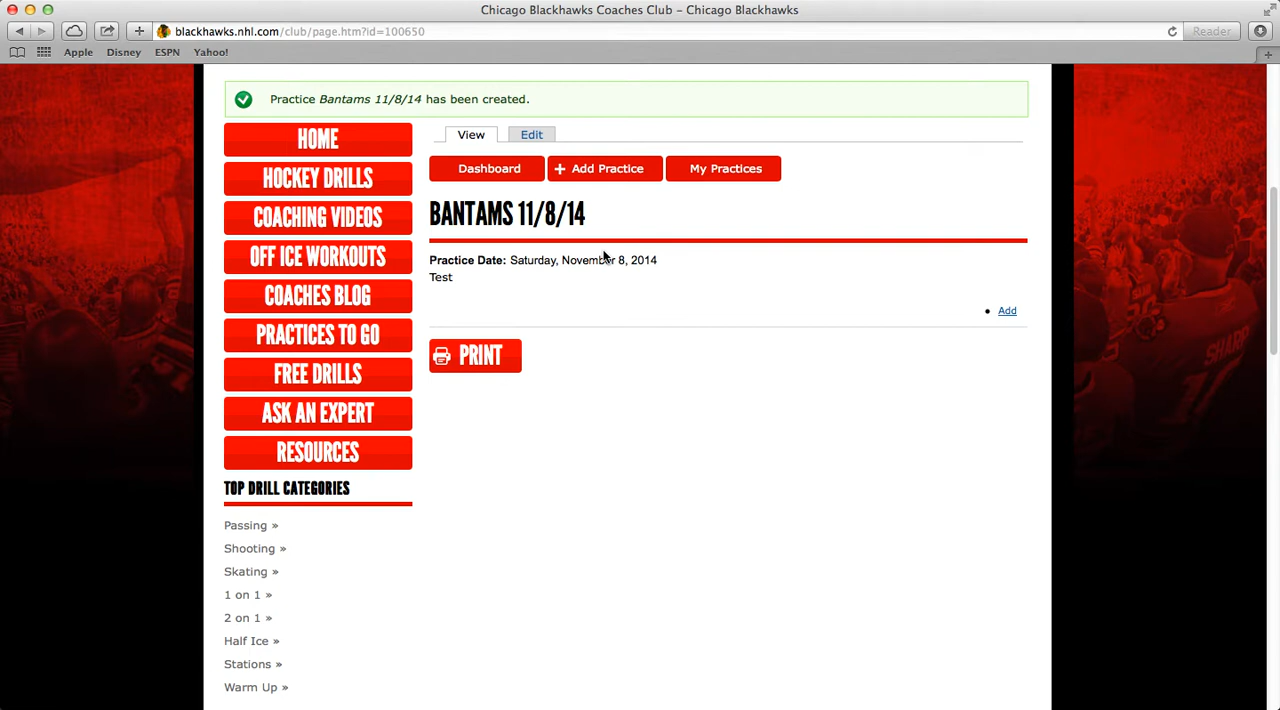 Chicago Blackhawks Coaches Club – Chicago Blackhawks
blackhawks.nhl.com/club/page.htm?id=100650
Reader
Apple Disney ESPN Yahoo!
Practice Bantams 11/8/14 has been created.
HOME
HOCKEY DRILLS
COACHING VIDEOS
OFF ICE WORKOUTS
COACHES BLOG
PRACTICES TO GO
FREE DRILLS
ASK AN EXPERT
RESOURCES
TOP DRILL CATEGORIES
Passing »
Shooting »
Skating »
1 on 1 »
2 on 1 »
Half Ice »
Stations »
Warm Up »
View Edit
Dashboard + Add Practice My Practices
BANTAMS 11/8/14
Practice Date: Saturday, November 8, 2014
Test
• Add
PRINT
SHARP